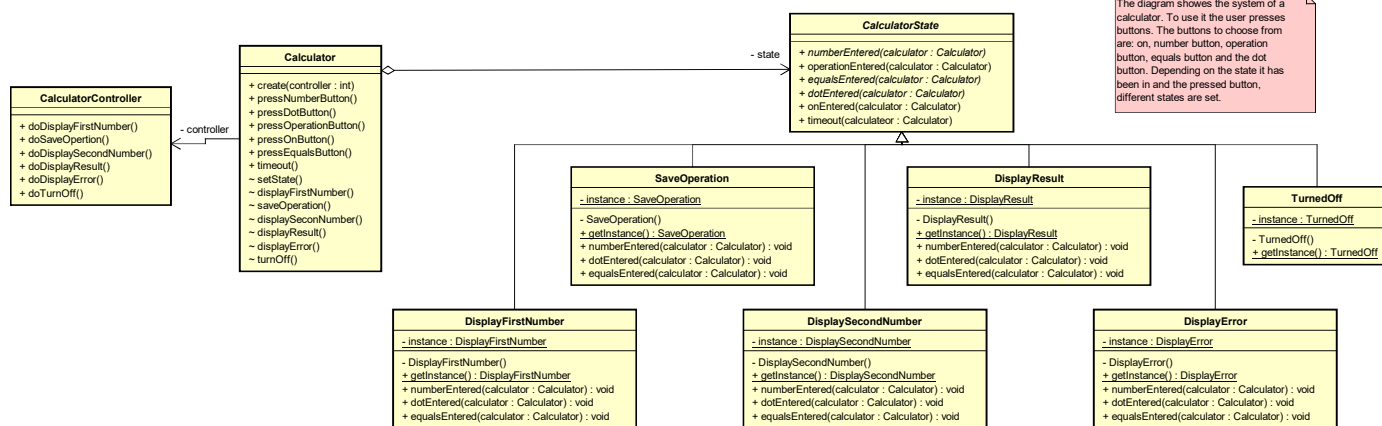 The diagram showes the system of a
calculator. To use it the user presses
buttons. The buttons to choose from
are: on, number button, operation
button, equals button and the dot
button. Depending on the state it has
been in and the pressed button,
different states are set.
CalculatorState
+ numberEntered(calculator : Calculator)
+ operationEntered(calculator : Calculator)
+ equalsEntered(calculator : Calculator)
+ dotEntered(calculator : Calculator)
+ onEntered(calculator : Calculator)
+ timeout(calculateor : Calculator)
- state
Calculator
+ create(controller : int)
+ pressNumberButton()
+ pressDotButton()
+ pressOperationButton()
+ pressOnButton()
+ pressEqualsButton()
+ timeout()
~ setState()
~ displayFirstNumber()
~ saveOperation()
~ displaySeconNumber()
~ displayResult()
~ displayError()
~ turnOff()
- controller
CalculatorController
+ doDisplayFirstNumber()
+ doSaveOpertion()
+ doDisplaySecondNumber()
+ doDisplayResult()
+ doDisplayError()
+ doTurnOff()
SaveOperation
- instance : SaveOperation
- SaveOperation()
+ getInstance() : SaveOperation
+ numberEntered(calculator : Calculator) : void
+ dotEntered(calculator : Calculator) : void
+ equalsEntered(calculator : Calculator) : void
DisplayResult
- instance : DisplayResult
- DisplayResult()
+ getInstance() : DisplayResult
+ numberEntered(calculator : Calculator) : void
+ dotEntered(calculator : Calculator) : void
+ equalsEntered(calculator : Calculator) : void
TurnedOff
- instance : TurnedOff
- TurnedOff()
+ getInstance() : TurnedOff
DisplayFirstNumber
- instance : DisplayFirstNumber
- DisplayFirstNumber()
+ getInstance() : DisplayFirstNumber
+ numberEntered(calculator : Calculator) : void
+ dotEntered(calculator : Calculator) : void
+ equalsEntered(calculator : Calculator) : void
DisplaySecondNumber
- instance : DisplaySecondNumber
- DisplaySecondNumber()
+ getInstance() : DisplaySecondNumber
+ numberEntered(calculator : Calculator) : void
+ dotEntered(calculator : Calculator) : void
+ equalsEntered(calculator : Calculator) : void
DisplayError
- instance : DisplayError
- DisplayError()
+ getInstance() : DisplayError
+ numberEntered(calculator : Calculator) : void
+ dotEntered(calculator : Calculator) : void
+ equalsEntered(calculator : Calculator) : void